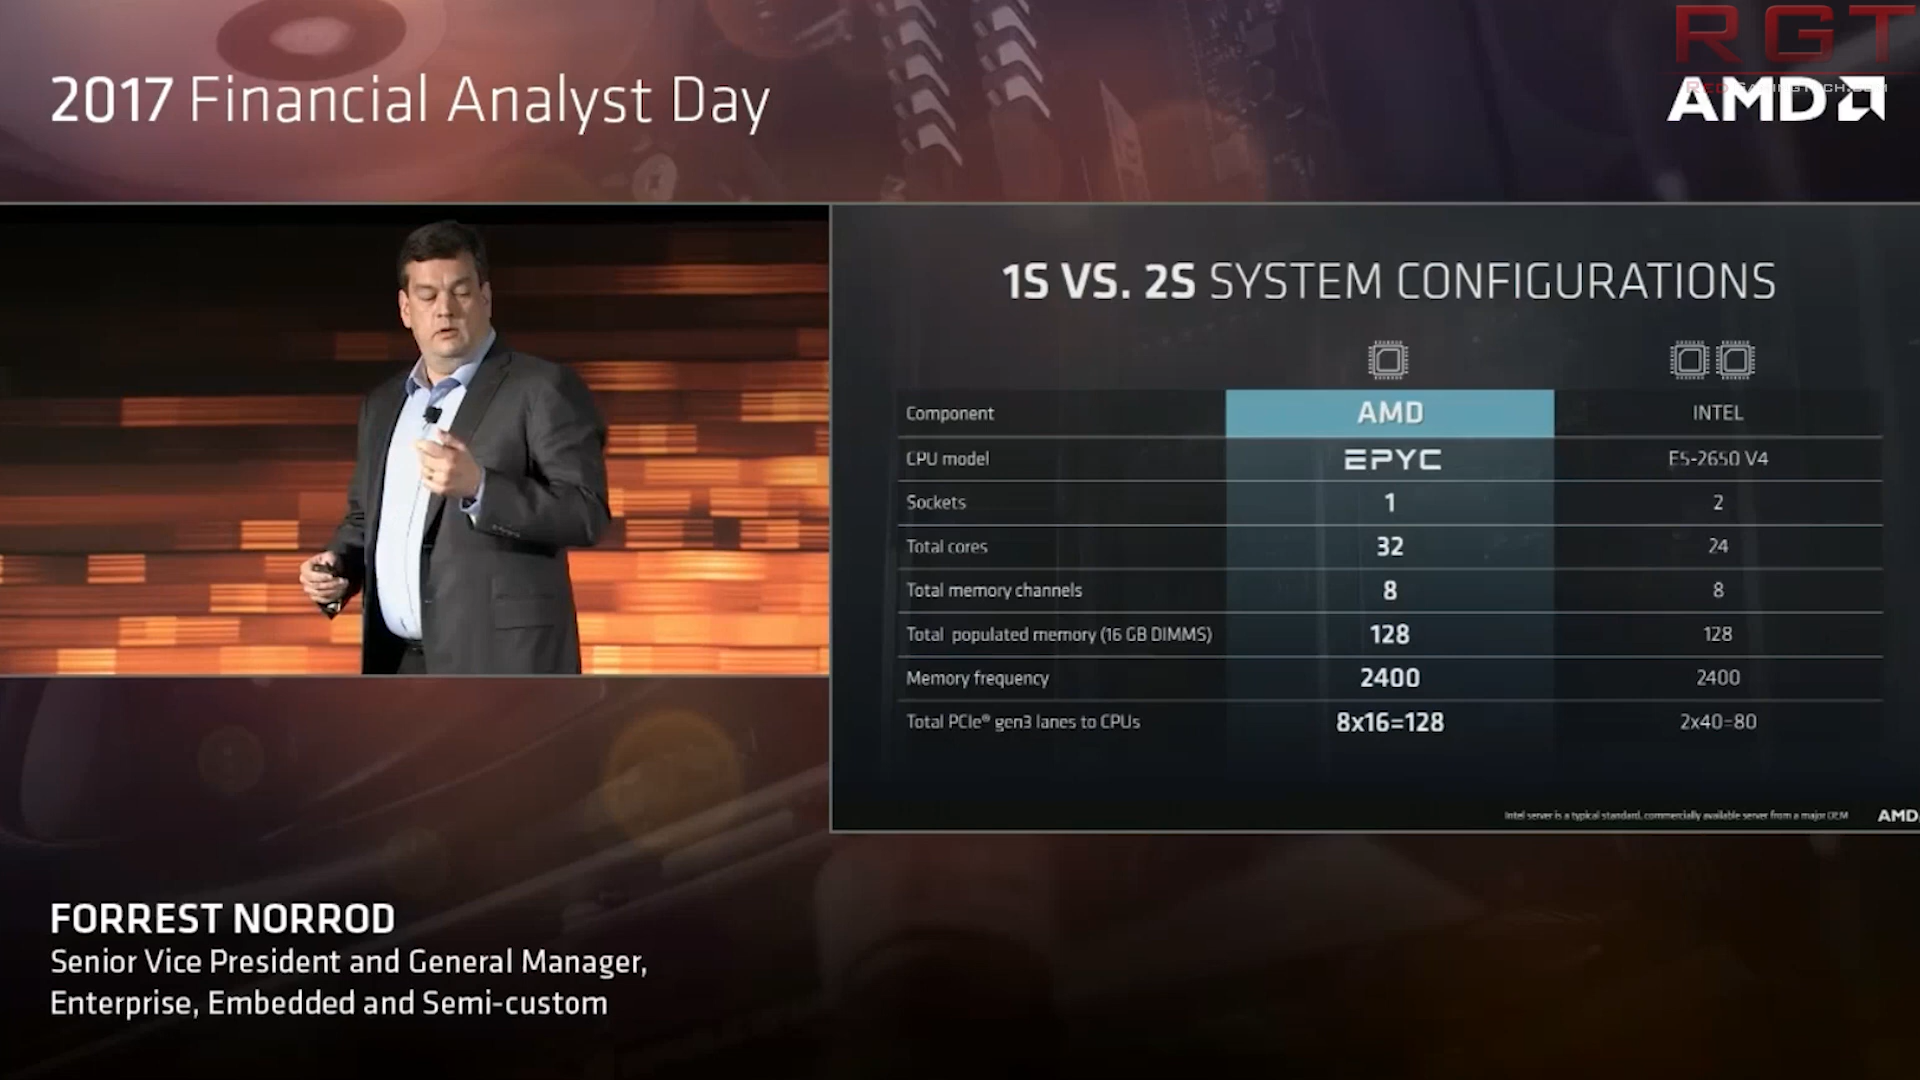 RGT
REDGAMINGTECH.COM
2017 Financial Analyst Day
AMD
1S VS. 2S SYSTEM CONFIGURATIONS
Component AMD INTEL
CPU model EPYC E5-2650 V4
Sockets 1 2
Total cores 32 24
Total memory channels 8 8
Total populated memory (16 GB DIMMS) 128 128
Memory frequency 2400 2400
Total PCIe® gen3 lanes to CPUs 8x16=128 2x40=80
Intel server is a typical standard, commercially available server from a major OEM
AMD
FORREST NORROD
Senior Vice President and General Manager,
Enterprise, Embedded and Semi-custom